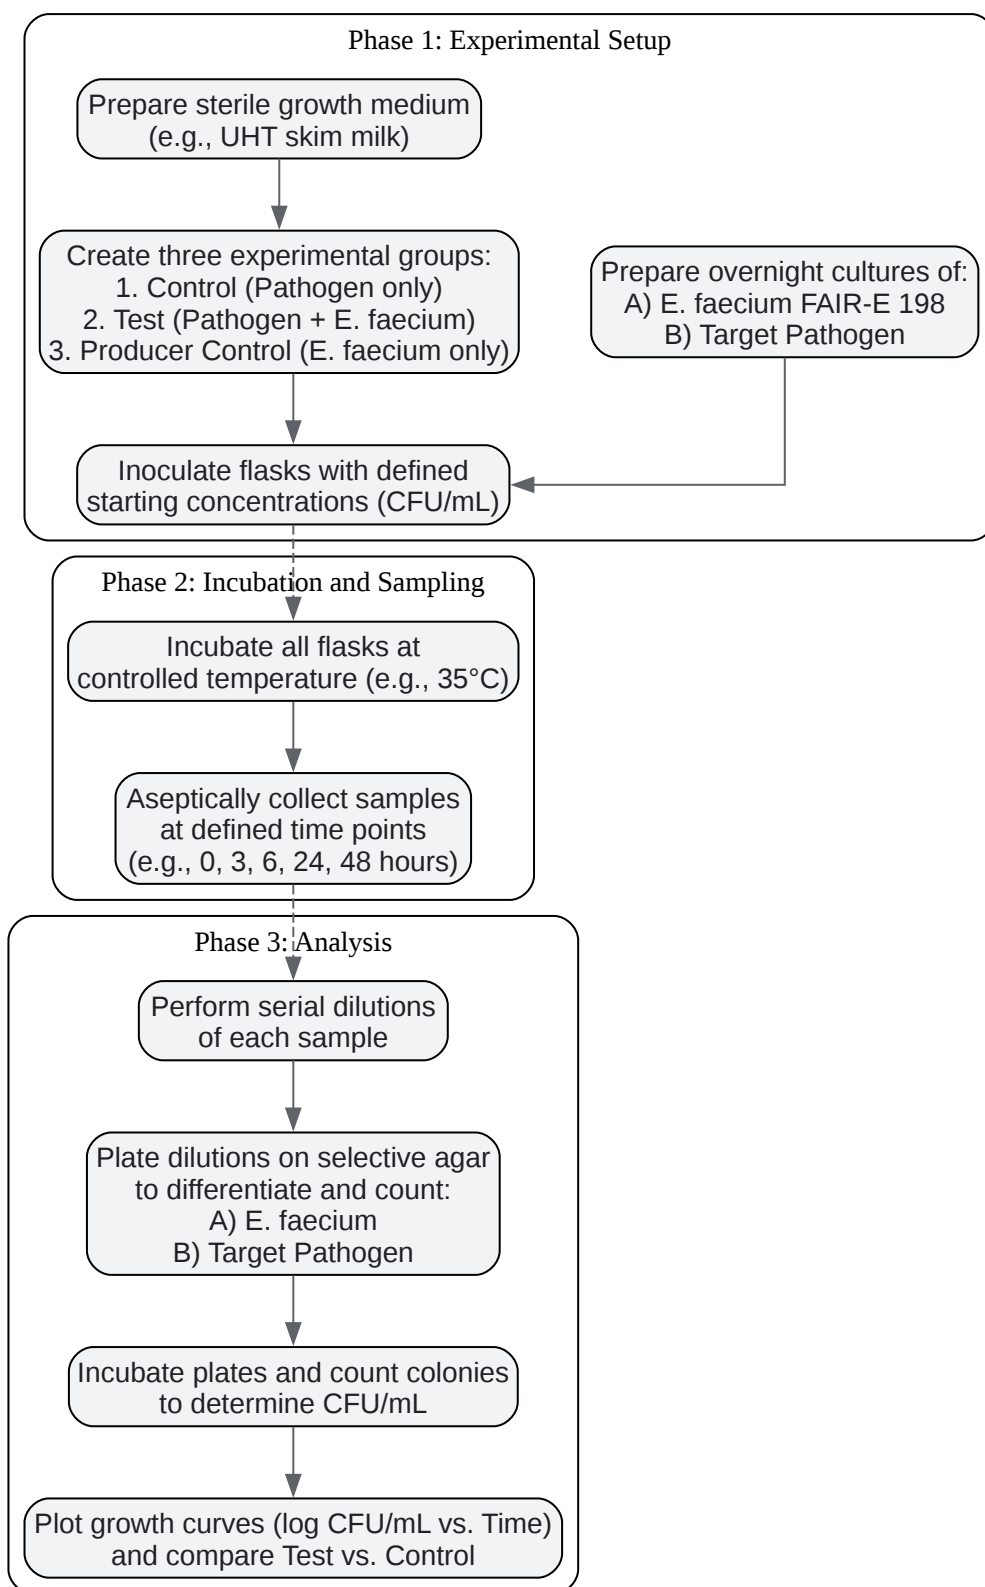 Phase 1: Experimental Setup
Prepare sterile growth medium
(e.g., UHT skim milk)
Create three experimental groups:
1. Control (Pathogen only)
2. Test (Pathogen + E. faecium)
3. Producer Control (E. faecium only)
Prepare overnight cultures of:
A) E. faecium FAIR-E 198
B) Target Pathogen
Inoculate flasks with defined
starting concentrations (CFU/mL)
Phase 2: Incubation and Sampling
Incubate all flasks at
controlled temperature (e.g., 35°C)
Aseptically collect samples
at defined time points
(e.g., 0, 3, 6, 24, 48 hours)
Phase 3: Analysis
Perform serial dilutions
of each sample
Plate dilutions on selective agar
to differentiate and count:
A) E. faecium
B) Target Pathogen
Incubate plates and count colonies
to determine CFU/mL
Plot growth curves (log CFU/mL vs. Time)
and compare Test vs. Control